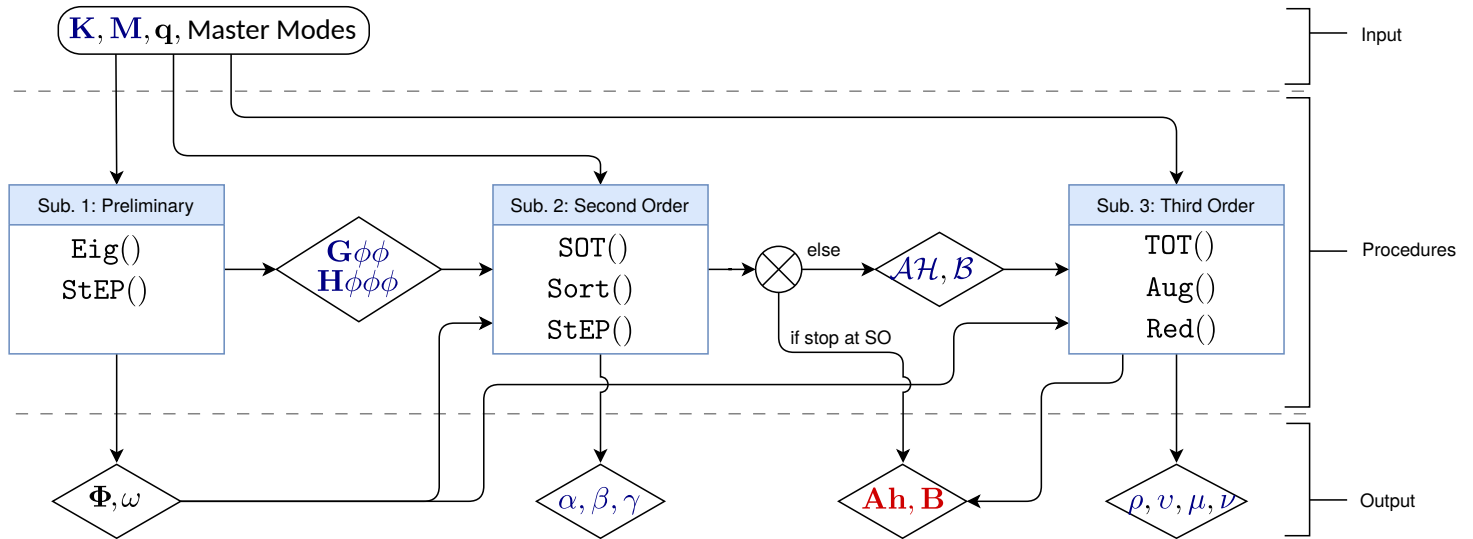 K, M, q, Master Modes
Input
Sub. 1: Preliminary
Eig()
StEP()
Gϕϕ
Hϕϕϕ
Sub. 2: Second Order
SOT()
Sort()
StEP()
else
if stop at SO
𝒜ℋ, ℬ
Sub. 3: Third Order
TOT()
Aug()
Red()
Procedures
Φ, ω
α, β, γ
Ah, B
ρ, υ, μ, ν
Output